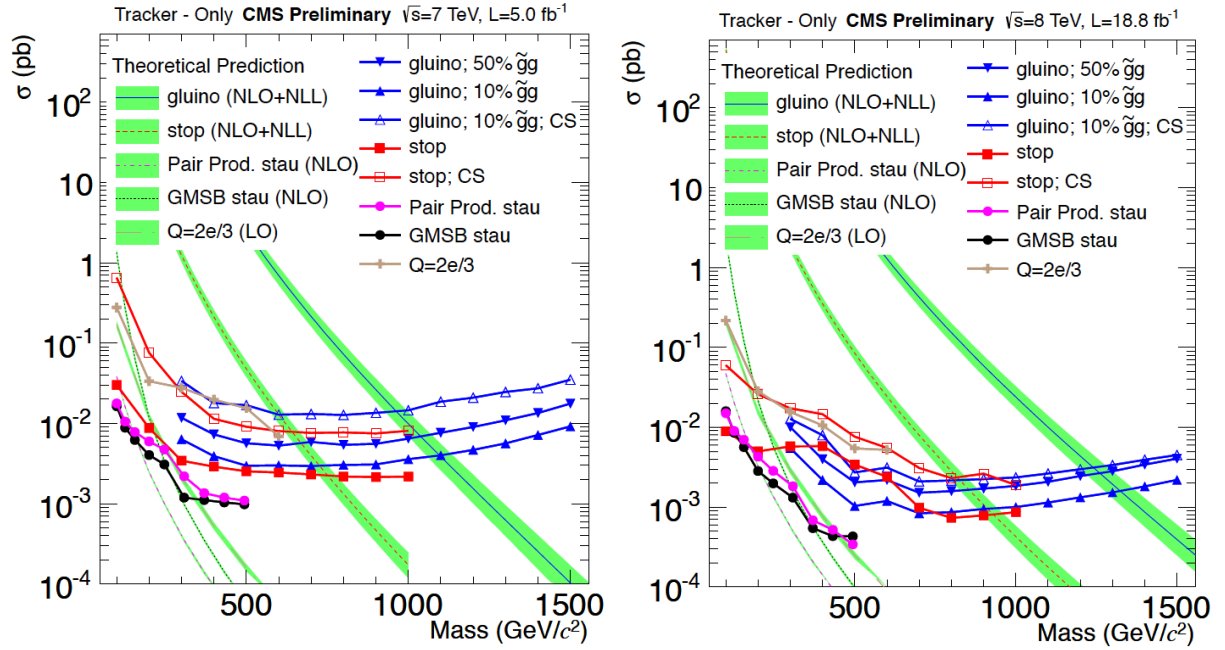 Tracker - Only CMS Preliminary √s=7 TeV, L=5.0 fb⁻¹
σ (pb)
Theoretical Prediction
gluino (NLO+NLL)
stop (NLO+NLL)
Pair Prod. stau (NLO)
GMSB stau (NLO)
Q=2e/3 (LO)
gluino; 50% g̃g
gluino; 10% g̃g
gluino; 10% g̃g; CS
stop
stop; CS
Pair Prod. stau
GMSB stau
Q=2e/3
10²
10
1
10⁻¹
10⁻²
10⁻³
10⁻⁴
500 1000 1500
Mass (GeV/c²)
Tracker - Only CMS Preliminary √s=8 TeV, L=18.8 fb⁻¹
σ (pb)
Theoretical Prediction
gluino (NLO+NLL)
stop (NLO+NLL)
Pair Prod. stau (NLO)
GMSB stau (NLO)
Q=2e/3 (LO)
gluino; 50% g̃g
gluino; 10% g̃g
gluino; 10% g̃g; CS
stop
stop; CS
Pair Prod. stau
GMSB stau
Q=2e/3
10²
10
1
10⁻¹
10⁻²
10⁻³
10⁻⁴
500 1000 1500
Mass (GeV/c²)